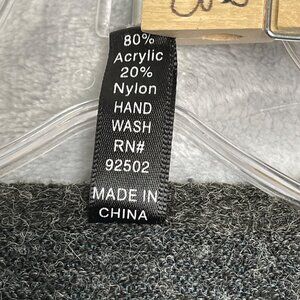 80%
Acrylic
20%
Nylon
HAND
WASH
RN#
92502
MADE IN
CHINA